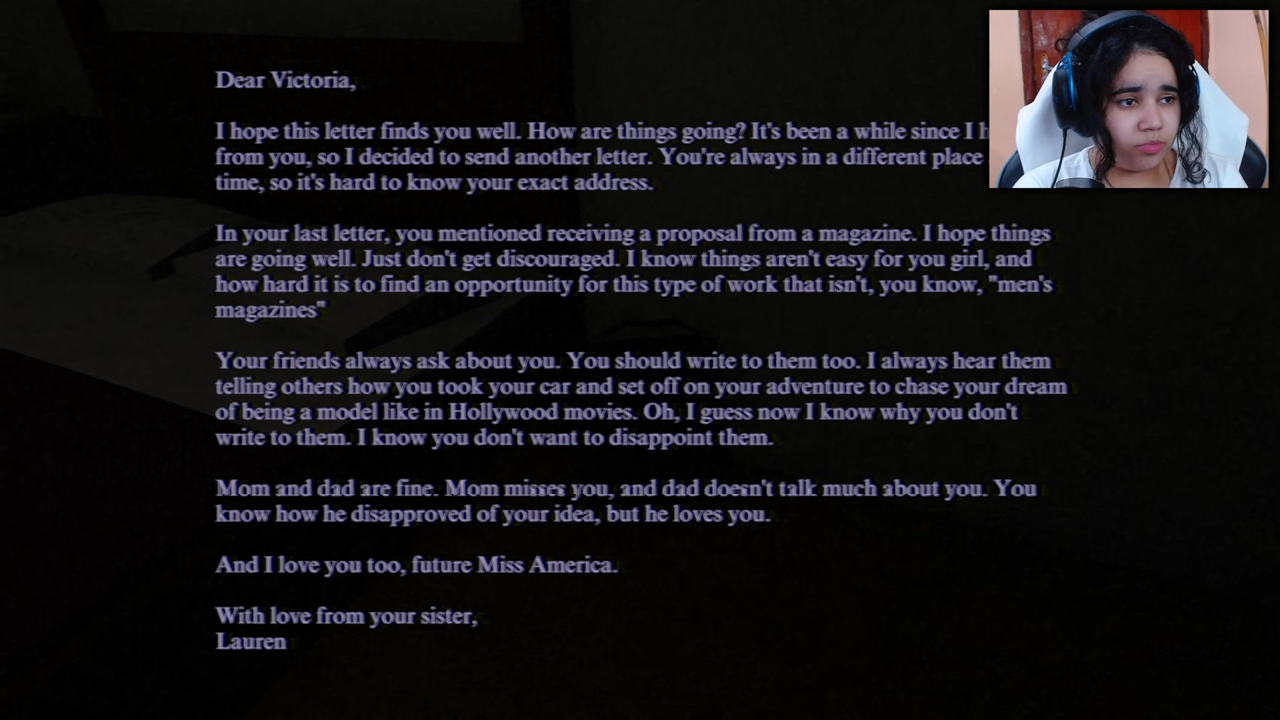 Dear Victoria,
I hope this letter finds you well. How are things going? It's been a while since I
from you, so I decided to send another letter. You're always in a different place
time, so it's hard to know your exact address.
In your last letter, you mentioned receiving a proposal from a magazine. I hope things
are going well. Just don't get discouraged. I know things aren't easy for you girl, and
how hard it is to find an opportunity for this type of work that isn't, you know, "men's
magazines"
Your friends always ask about you. You should write to them too. I always hear them
telling others how you took your car and set off on your adventure to chase your dream
of being a model like in Hollywood movies. Oh, I guess now I know why you don't
write to them. I know you don't want to disappoint them.
Mom and dad are fine. Mom misses you, and dad doesn't talk much about you. You
know how he disapproved of your idea, but he loves you.
And I love you too, future Miss America.
With love from your sister,
Lauren